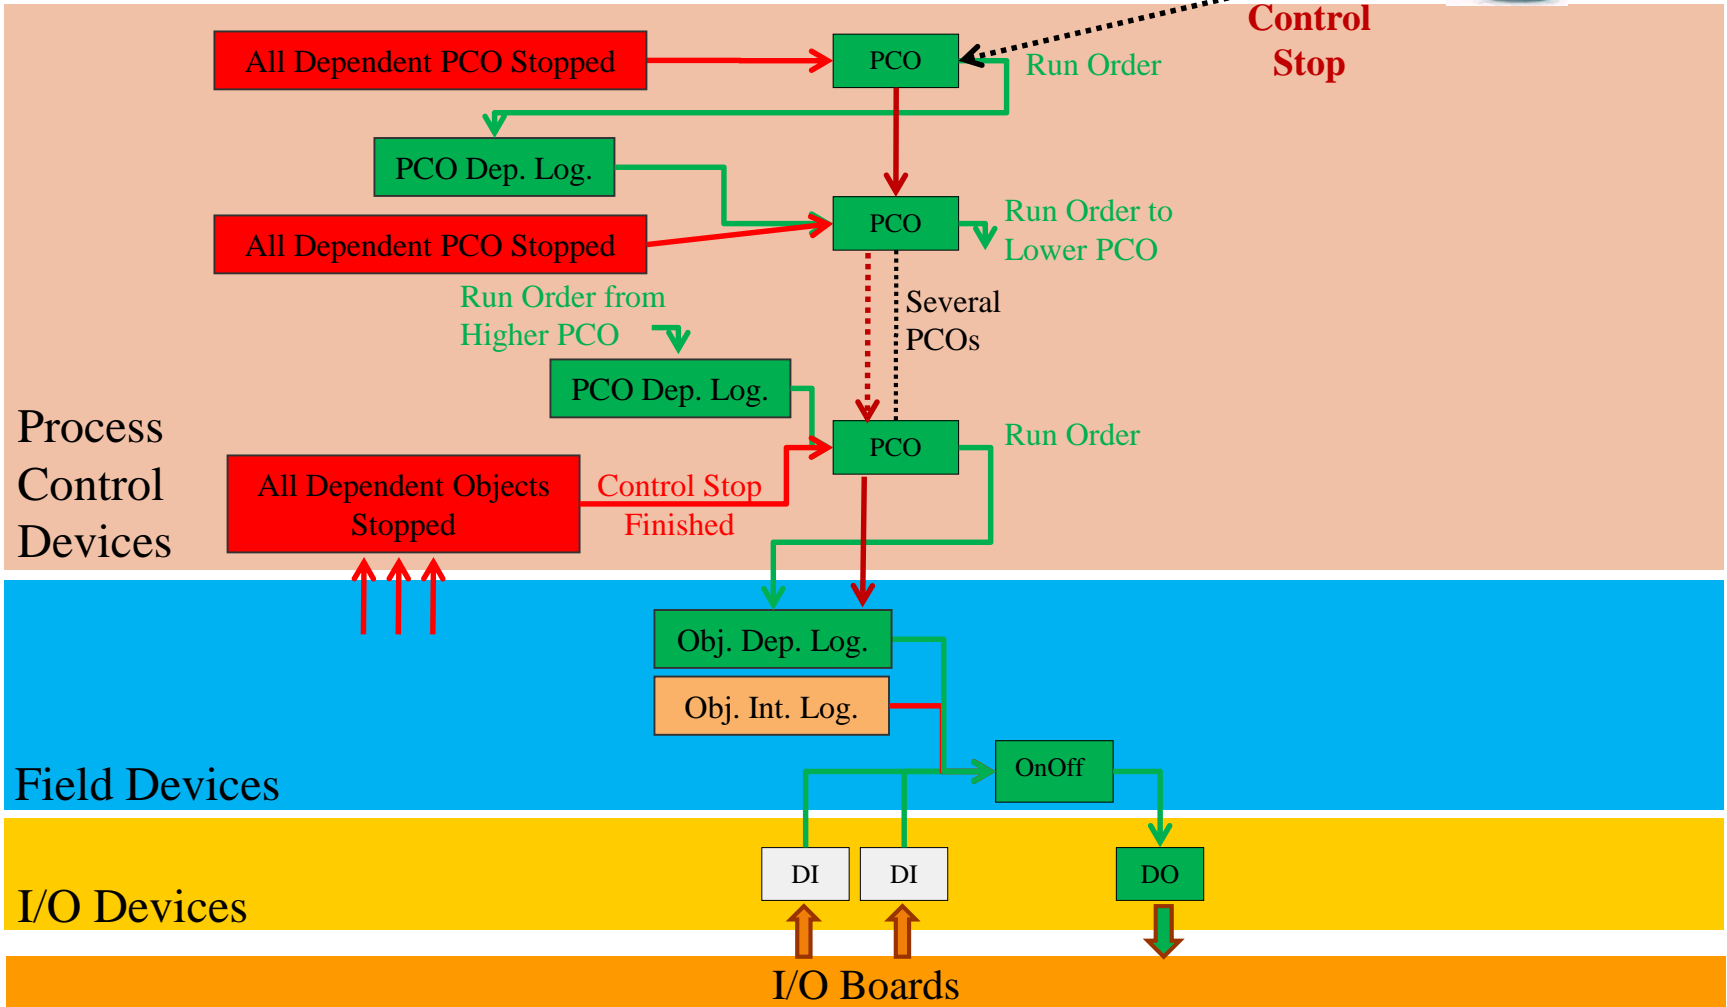 Control
Stop
All Dependent PCO Stopped
PCO
Run Order
PCO Dep. Log.
All Dependent PCO Stopped
PCO
Run Order to
Lower PCO
Run Order from
Higher PCO
Several
PCOs
PCO Dep. Log.
PCO
Run Order
Process
Control
Devices
All Dependent Objects
Stopped
Control Stop
Finished
Obj. Dep. Log.
Obj. Int. Log.
OnOff
Field Devices
DI
DI
DO
I/O Devices
I/O Boards